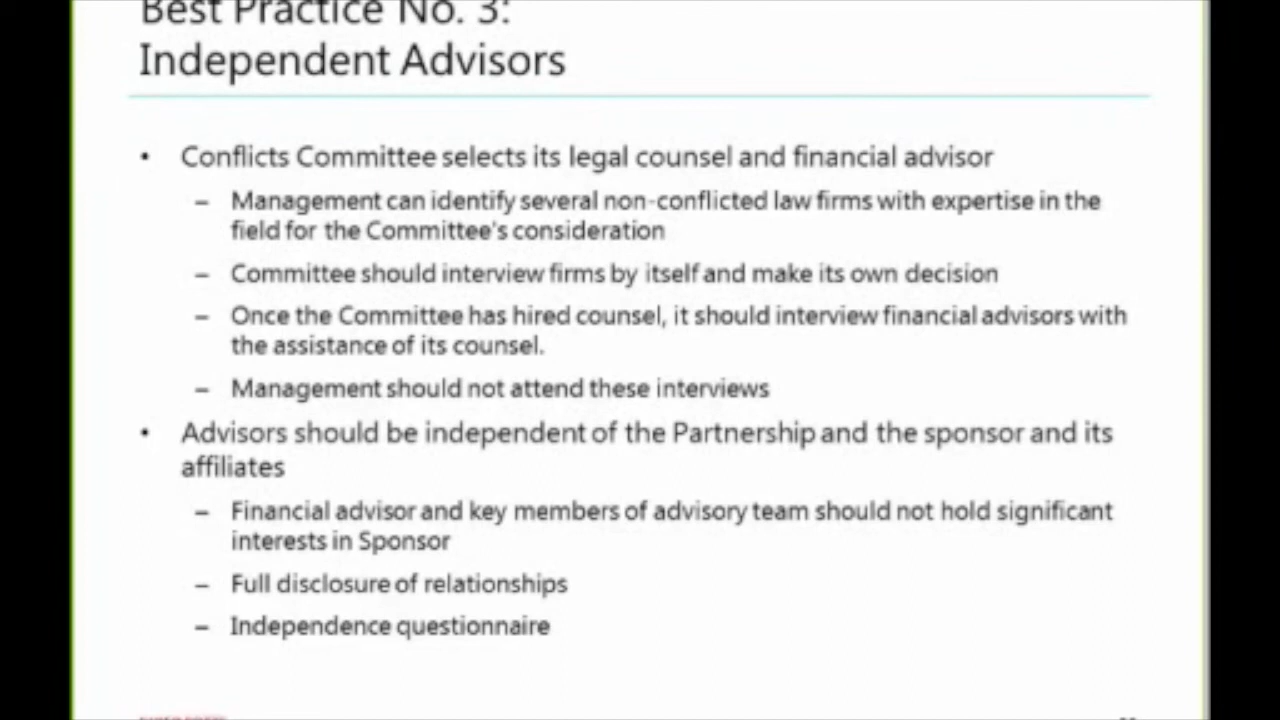 Best Practice No. 3:
Independent Advisors
• Conflicts Committee selects its legal counsel and financial advisor
– Management can identify several non-conflicted law firms with expertise in the
field for the Committee's consideration
– Committee should interview firms by itself and make its own decision
– Once the Committee has hired counsel, it should interview financial advisors with
the assistance of its counsel.
– Management should not attend these interviews
• Advisors should be independent of the Partnership and the sponsor and its
affiliates
– Financial advisor and key members of advisory team should not hold significant
interests in Sponsor
– Full disclosure of relationships
– Independence questionnaire